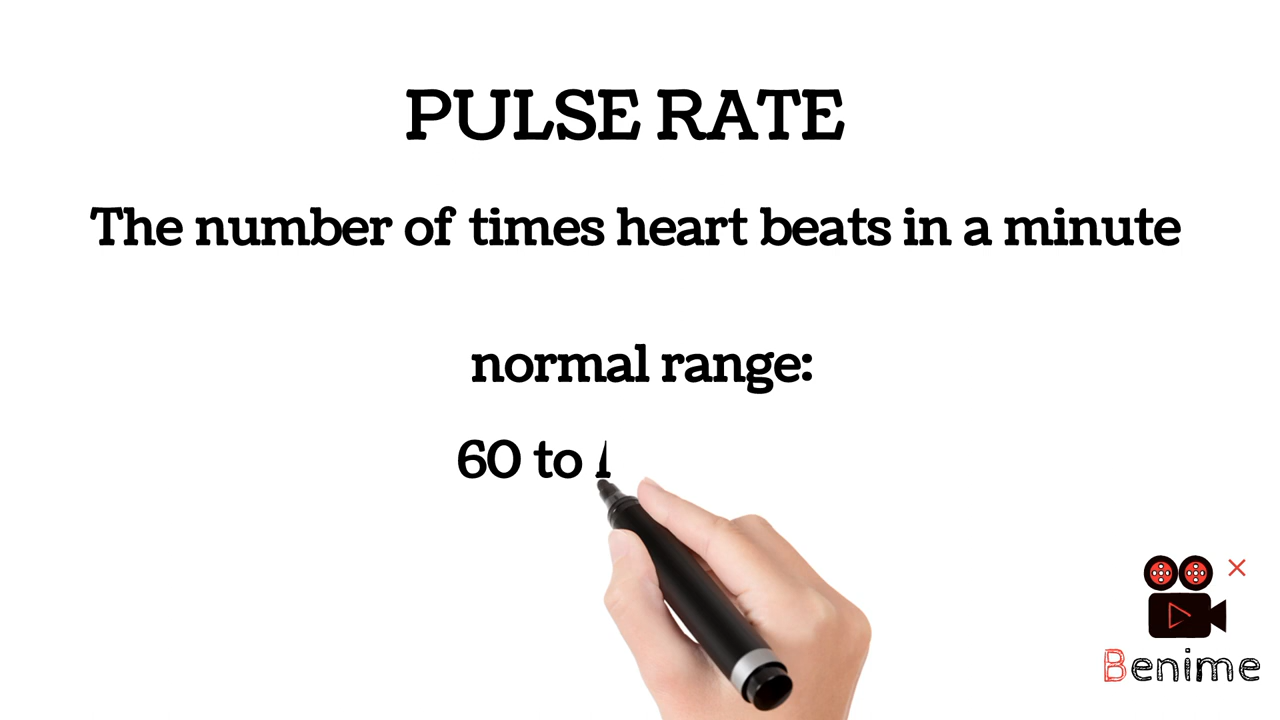 PULSE RATE
The number of times heart beats in a minute
normal range:
60 to
Benime